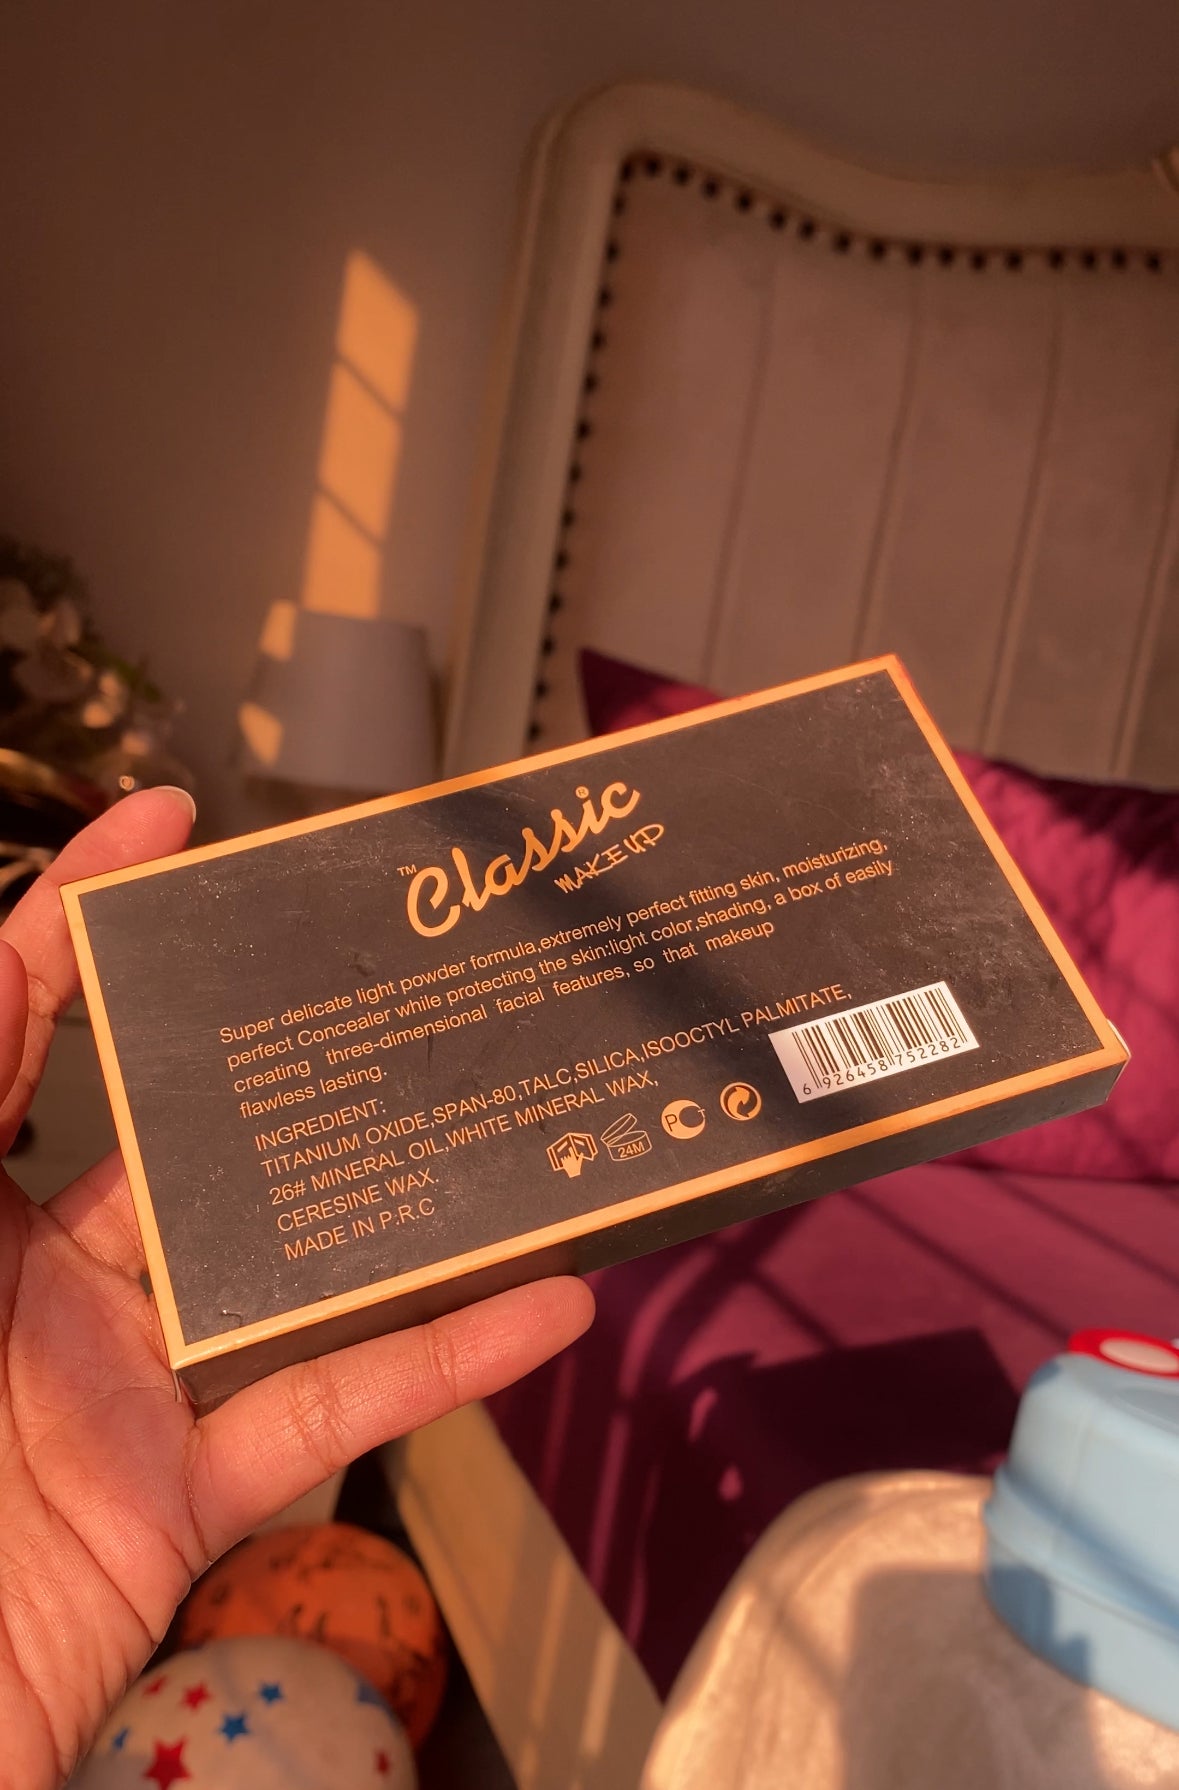 ™ Classic®
MAKE UP
Super delicate light powder formula,extremely perfect fitting skin, moisturizing,
perfect Concealer while protecting the skin:light color,shading, a box of easily
creating three-dimensional facial features, so that makeup
flawless lasting.
INGREDIENT:
TITANIUM OXIDE,SPAN-80,TALC,SILICA,ISOOCTYL PALMITATE,
26# MINERAL OIL,WHITE MINERAL WAX,
CERESINE WAX.
MADE IN P.R.C
24M
PC
6 926458 752282